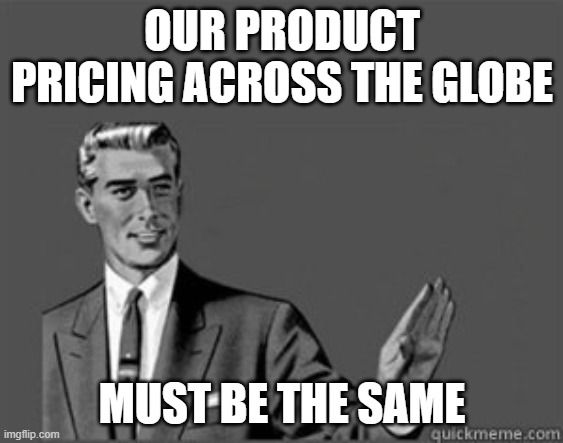 OUR PRODUCT
PRICING ACROSS THE GLOBE
MUST BE THE SAME
imgflip.com
quickmeme.com